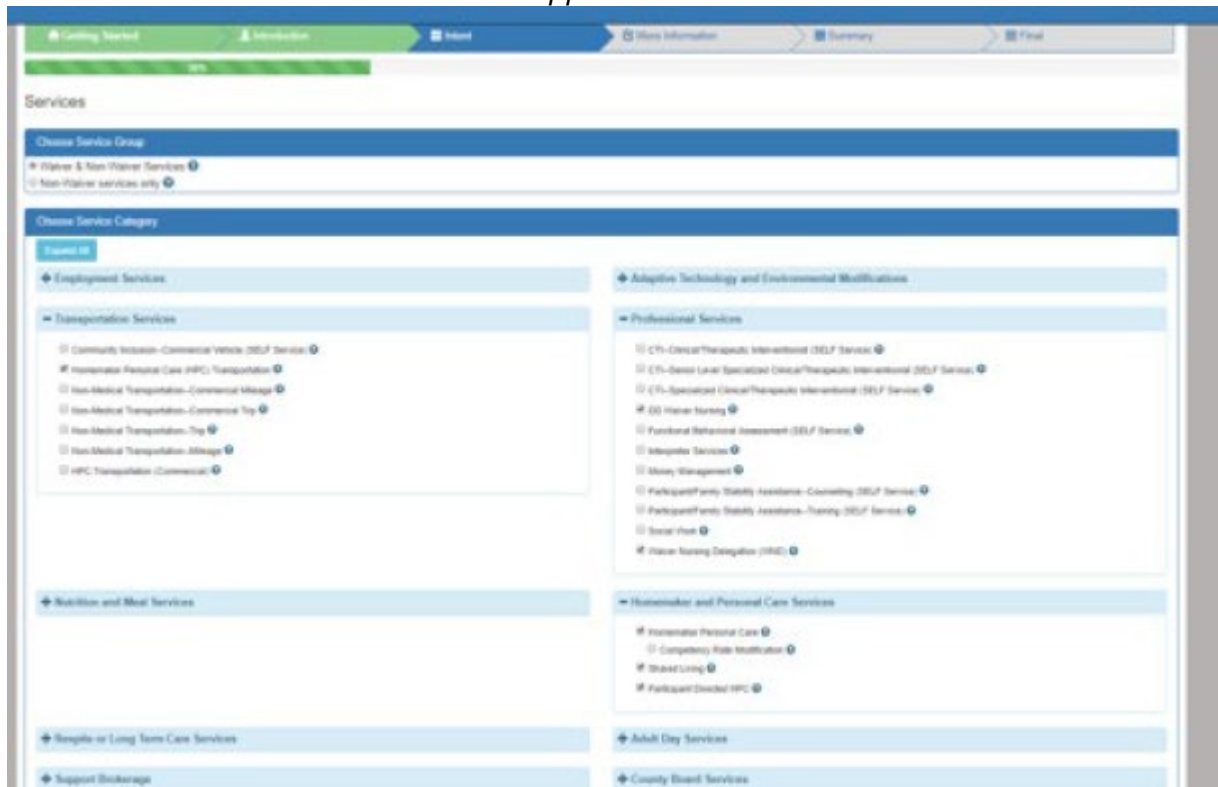 Getting Started
Introduction
Intent
More Information
Summary
Final
Services
Choose Service Group
Waiver & Non-Waiver Services
Non-Waiver services only
Choose Service Category
Expand All
Employment Services
Transportation Services
Community Inclusion--Commercial Vehicle (SELF Service)
Homemaker Personal Care (HPC) Transportation
Non-Medical Transportation--Commercial Mileage
Non-Medical Transportation--Commercial Trip
Non-Medical Transportation--Trip
Non-Medical Transportation--Mileage
HPC Transportation (Commercial)
Nutrition and Meal Services
Respite or Long Term Care Services
Support Brokerage
Adaptive Technology and Environmental Modifications
Professional Services
CTI--Clinical/Therapeutic Interventionist (SELF Service)
CTI--Senior Level Specialized Clinical/Therapeutic Interventionist (SELF Service)
CTI--Specialized Clinical/Therapeutic Interventionist (SELF Service)
DD Waiver Nursing
Functional Behavioral Assessment (SELF Service)
Interpreter Services
Money Management
Participant/Family Stability Assistance--Counseling (SELF Service)
Participant/Family Stability Assistance--Training (SELF Service)
Social Work
Waiver Nursing Delegation (WND)
Homemaker and Personal Care Services
Homemaker Personal Care
Competency Rate Modification
Shared Living
Participant Directed HPC
Adult Day Services
County Board Services